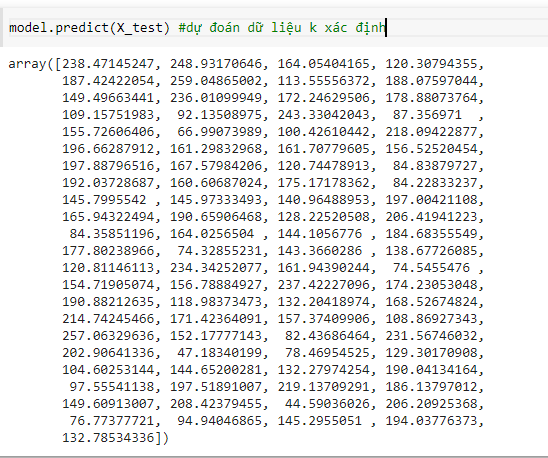 model.predict(X_test) #dự đoán dữ liệu k xác định
array([238.47145247, 248.93170646, 164.05404165, 120.30794355,
187.42422054, 259.04865002, 113.55556372, 188.07597044,
149.49663441, 236.01099949, 172.24629506, 178.88073764,
109.15751983,  92.13508975, 243.33042043,  87.356971  ,
155.72606406,  66.99073989, 100.42610442, 218.09422877,
196.66287912, 161.29832968, 161.70779605, 156.52520454,
197.88796516, 167.57984206, 120.74478913,  84.83879727,
192.03728687, 160.60687024, 175.17178362,  84.22833237,
145.7995542 , 145.97333493, 140.96488953, 197.00421108,
165.94322494, 190.65906468, 128.22520508, 206.41941223,
 84.35851196, 164.0256504 , 144.1056776 , 184.68355549,
177.80238966,  74.32855231, 143.3660286 , 138.67726085,
120.81146113, 234.34252077, 161.94390244,  74.5455476 ,
154.71905074, 156.78884927, 237.42227096, 174.23053048,
190.88212635, 118.98373473, 132.20418974, 168.52674824,
214.74245466, 171.42364091, 157.37409906, 108.86927343,
257.06329636, 152.17777143,  82.43686464, 231.56746032,
202.90641336,  47.18340199,  78.46954525, 129.30170908,
104.60253144, 144.65200281, 132.27974254, 190.04134164,
 97.55541138, 197.51891007, 219.13709291, 186.13797012,
149.60913007, 208.42379455,  44.59036026, 206.20925368,
 76.77377721,  94.94046865, 145.2955051 , 194.03776373,
132.78534336])